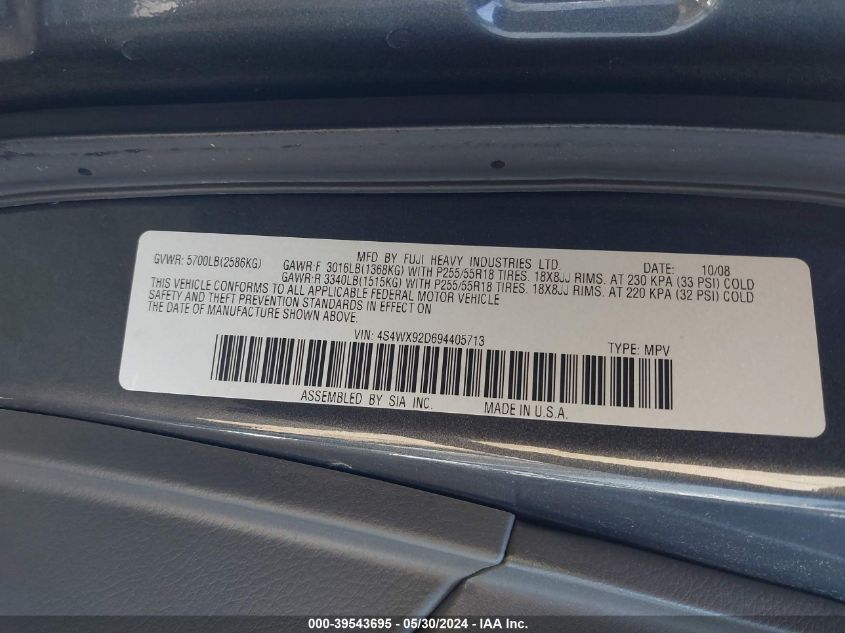 MFD BY FUJI HEAVY INDUSTRIES LTD. DATE: 10/08
GVWR: 5700LB(2586KG) GAWR:F 3016LB(1368KG) WITH P255/55R18 TIRES. 18X8JJ RIMS. AT 230 KPA (33 PSI) COLD
GAWR:R 3340LB(1515KG) WITH P255/55R18 TIRES. 18X8JJ RIMS. AT 220 KPA (32 PSI) COLD
THIS VEHICLE CONFORMS TO ALL APPLICABLE FEDERAL MOTOR VEHICLE
SAFETY AND THEFT PREVENTION STANDARDS IN EFFECT ON
THE DATE OF MANUFACTURE SHOWN ABOVE.
VIN: 4S4WX92D694405713 TYPE: MPV
ASSEMBLED BY SIA INC. MADE IN U.S.A.
000-39543695 - 05/30/2024 - IAA Inc.